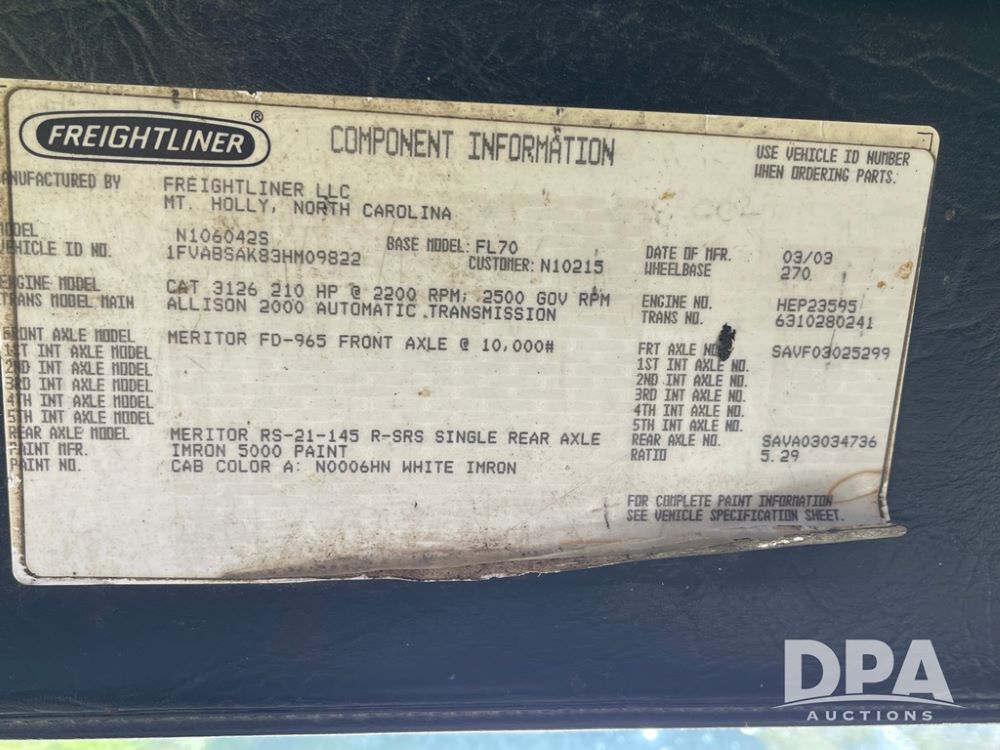 FREIGHTLINER ®
COMPONENT INFORMATION
USE VEHICLE ID NUMBER
WHEN ORDERING PARTS.
ANUFACTURED BY FREIGHTLINER LLC
MT. HOLLY, NORTH CAROLINA
ODEL N106042S
EHICLE ID NO. 1FVABSAK83HM09822
BASE MODEL: FL70
CUSTOMER: N10215
DATE OF MFR. 03/03
WHEELBASE 270
ENGINE MODEL CAT 3126 210 HP @ 2200 RPM; 2500 GOV RPM
TRANS MODEL MAIN ALLISON 2000 AUTOMATIC TRANSMISSION
ENGINE NO. HEP23595
TRANS NO. 6310280241
FRONT AXLE MODEL MERITOR FD-965 FRONT AXLE @ 10,000#
1ST INT AXLE MODEL
2ND INT AXLE MODEL
3RD INT AXLE MODEL
4TH INT AXLE MODEL
5TH INT AXLE MODEL
REAR AXLE MODEL MERITOR RS-21-145 R-SRS SINGLE REAR AXLE
PAINT MFR. IMRON 5000 PAINT
PAINT NO. CAB COLOR A: N0006HN WHITE IMRON
FRT AXLE NO. SAVF03025299
1ST INT AXLE NO.
2ND INT AXLE NO.
3RD INT AXLE NO.
4TH INT AXLE NO.
5TH INT AXLE NO.
REAR AXLE NO. SAVA03034736
RATIO 5.29
FOR COMPLETE PAINT INFORMATION
SEE VEHICLE SPECIFICATION SHEET.
DPA
AUCTIONS